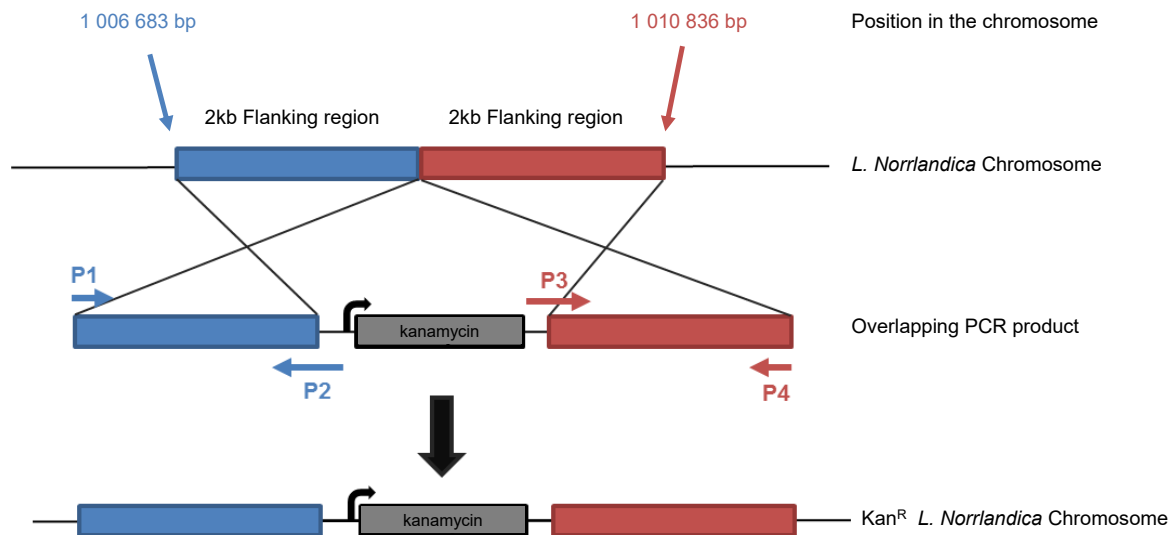 1 006 683 bp
1 010 836 bp
Position in the chromosome
2kb Flanking region
2kb Flanking region
L. Norrlandica Chromosome
P1
P3
kanamycin
Overlapping PCR product
P2
P4
kanamycin
Kanᴿ L. Norrlandica Chromosome